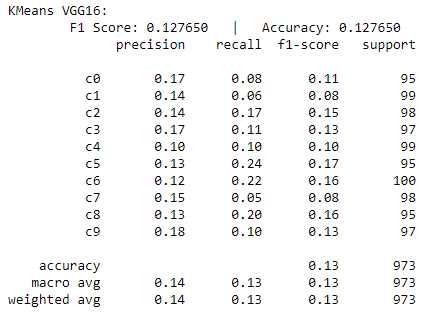 KMeans VGG16:
F1 Score: 0.127650 | Accuracy: 0.127650
precision recall f1-score support
c0 0.17 0.08 0.11 95
c1 0.14 0.06 0.08 99
c2 0.14 0.17 0.15 98
c3 0.17 0.11 0.13 97
c4 0.10 0.10 0.10 99
c5 0.13 0.24 0.17 95
c6 0.12 0.22 0.16 100
c7 0.15 0.05 0.08 98
c8 0.13 0.20 0.16 95
c9 0.18 0.10 0.13 97
accuracy 0.13 973
macro avg 0.14 0.13 0.13 973
weighted avg 0.14 0.13 0.13 973